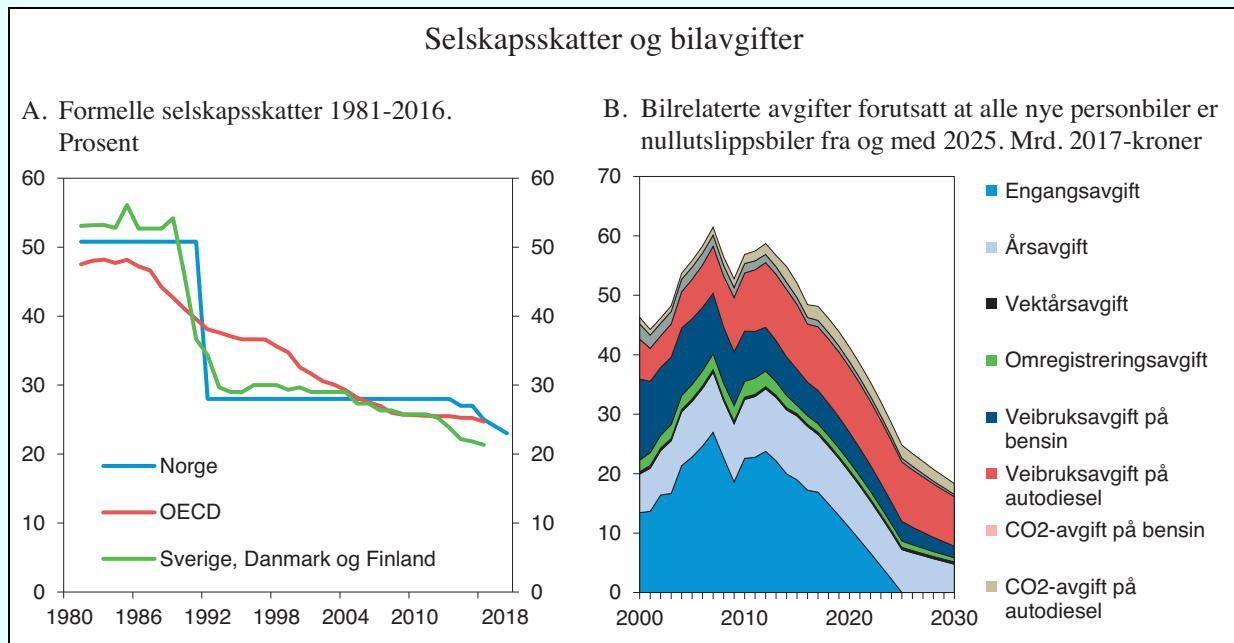 Selskapsskatter og bilavgifter
A. Formelle selskapsskatter 1981-2016.
Prosent
60
50
40
30
20
10
0
60
50
40
30
20
10
0
Norge
OECD
Sverige, Danmark og Finland
1980 1986 1992 1998 2004 2010 2016
B. Bilrelaterte avgifter forutsatt at alle nye personbiler er
nullutslippsbiler fra og med 2025. Mrd. 2017-kroner
70
60
50
40
30
20
10
0
2000 2010 2020 2030
Engangsavgift
Årsavgift
Vektårsavgift
Omregistreringsavgift
Veibruksavgift på
bensin
Veibruksavgift på
autodiesel
CO2-avgift på bensin
CO2-avgift på
autodiesel